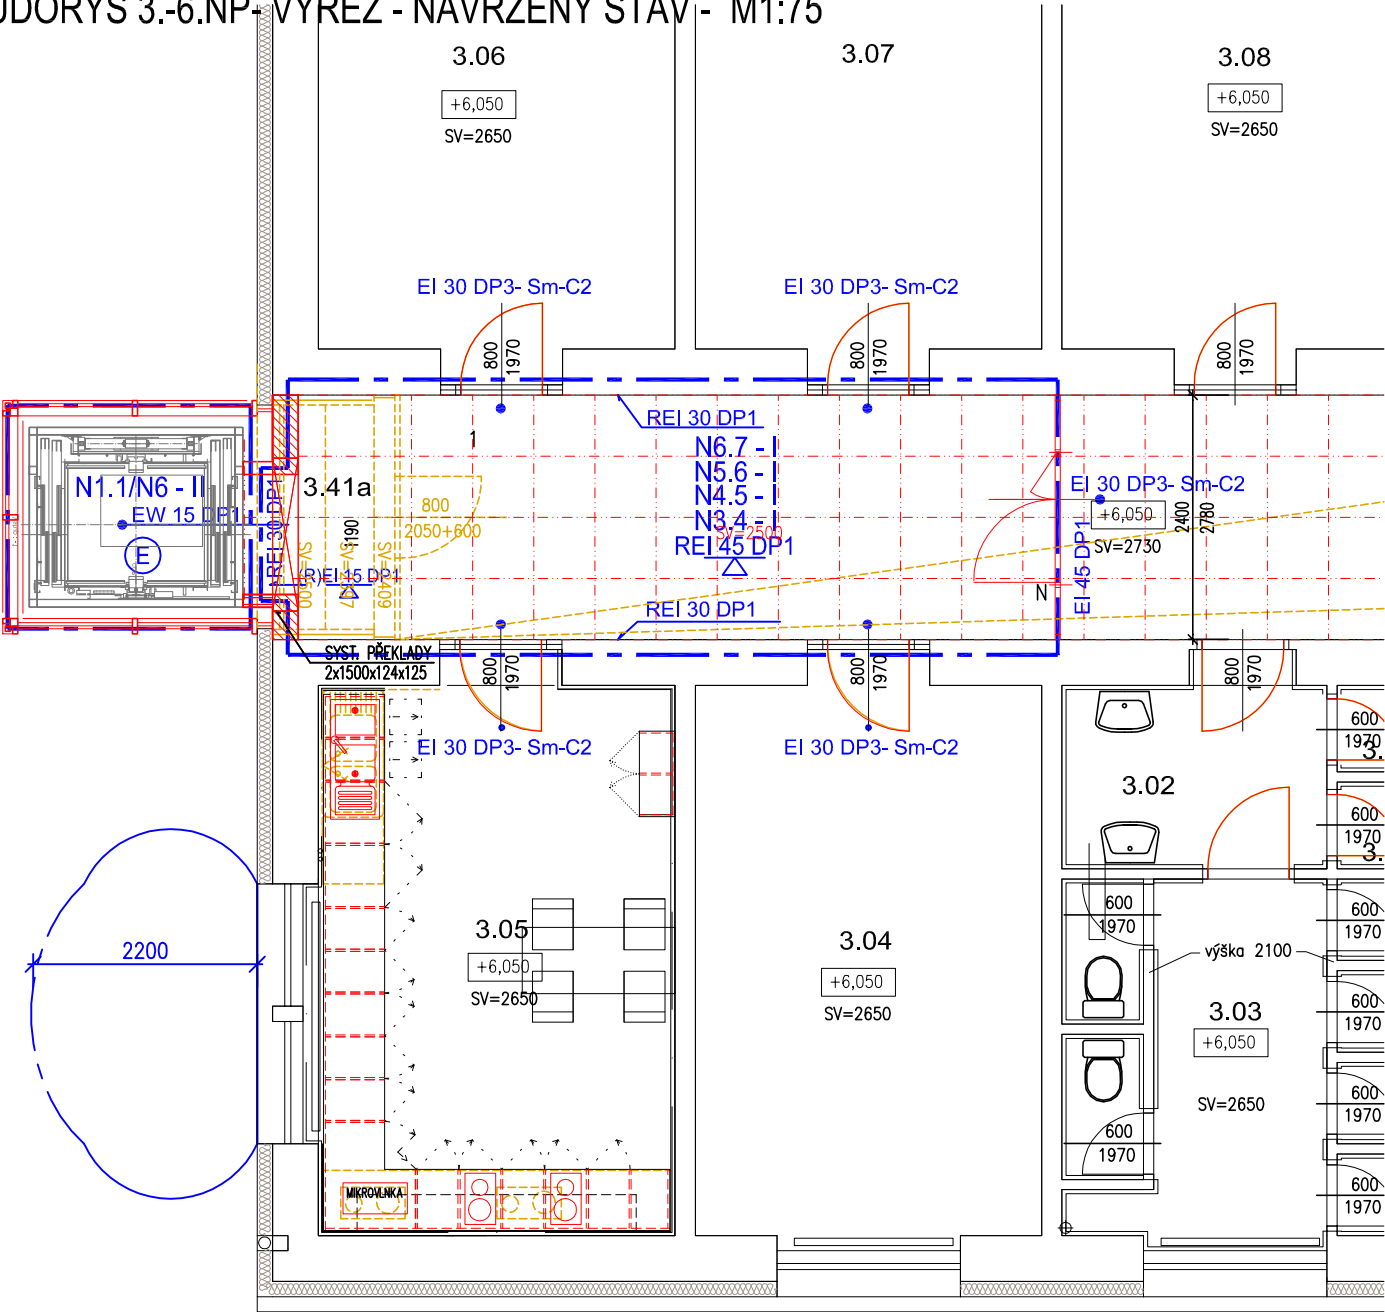 ŮDORYS 3.-6.NP- VÝŘEZ - NAVRŽENÝ STAV - M1:75
3.06
+6,050
SV=2650
3.07
3.08
+6,050
SV=2650
EI 30 DP3- Sm-C2
EI 30 DP3- Sm-C2
800
1970
800
1970
800
1970
REI 30 DP1
1
N6.7 - I
N5.6 - I
N4.5 - I
N3.4 - I
SV=2500
REI 45 DP1
N1.1/N6 - II
EW 15 DP1
E
REI 30 DP1
3.41a
1190
800
2050+600
SV=2409
(R)EI 15 DP1
EI 30 DP3- Sm-C2
+6,050
SV=2730
EI 45 DP1
2400
2780
N
REI 30 DP1
SYST. PŘEKLADY
2x1500x124x125
800
1970
800
1970
800
1970
EI 30 DP3- Sm-C2
EI 30 DP3- Sm-C2
600
1970
3.
3.02
600
1970
3.
2200
3.05
+6,050
SV=2650
3.04
+6,050
SV=2650
600
1970
600
1970
výška 2100
3.03
+6,050
SV=2650
600
1970
600
1970
600
1970
600
1970
MIKROVLNKA